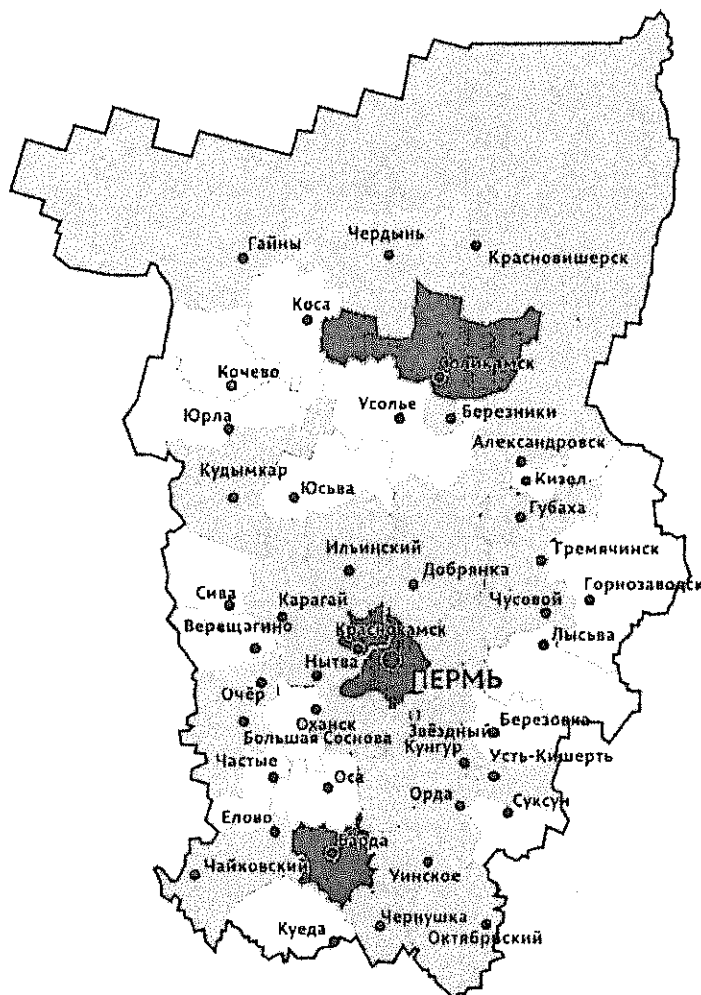 Гайны
Чердынь
Красновишерск
Коса
Соликамск
Кочево
Усолье
Березники
Юрла
Александровск
Кудымкар
Юсьва
Кизел
Губаха
Ильинский
Добрянка
Гремячинск
Сива
Карагай
Чусовой
Горнозаводск
Верещагино
Краснокамск
Лысьва
Нытва
ПЕРМЬ
Очёр
Оханск
Звёздный
Березовка
Большая Соснова
Кунгур
Частые
Оса
Усть-Кишерть
Орда
Суксун
Елово
Барда
Чайковский
Уинское
Куеда
Чернушка
Октябрьский